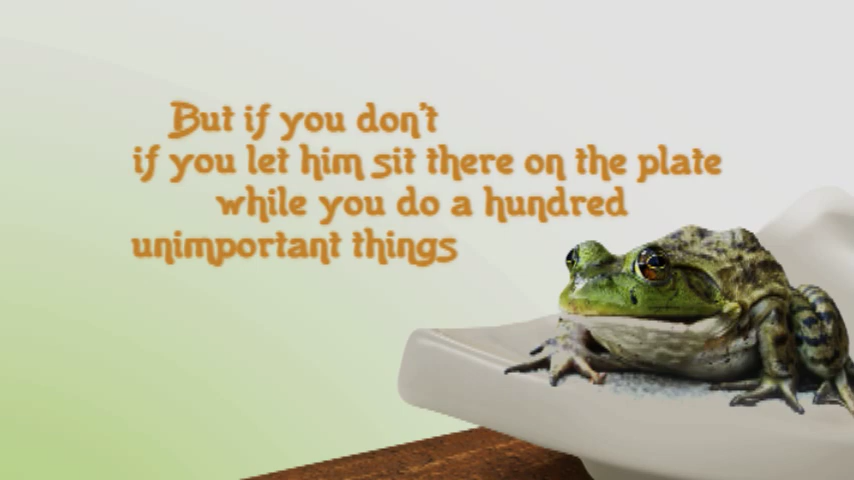 But if you don't
if you let him sit there on the plate
while you do a hundred
unimportant things